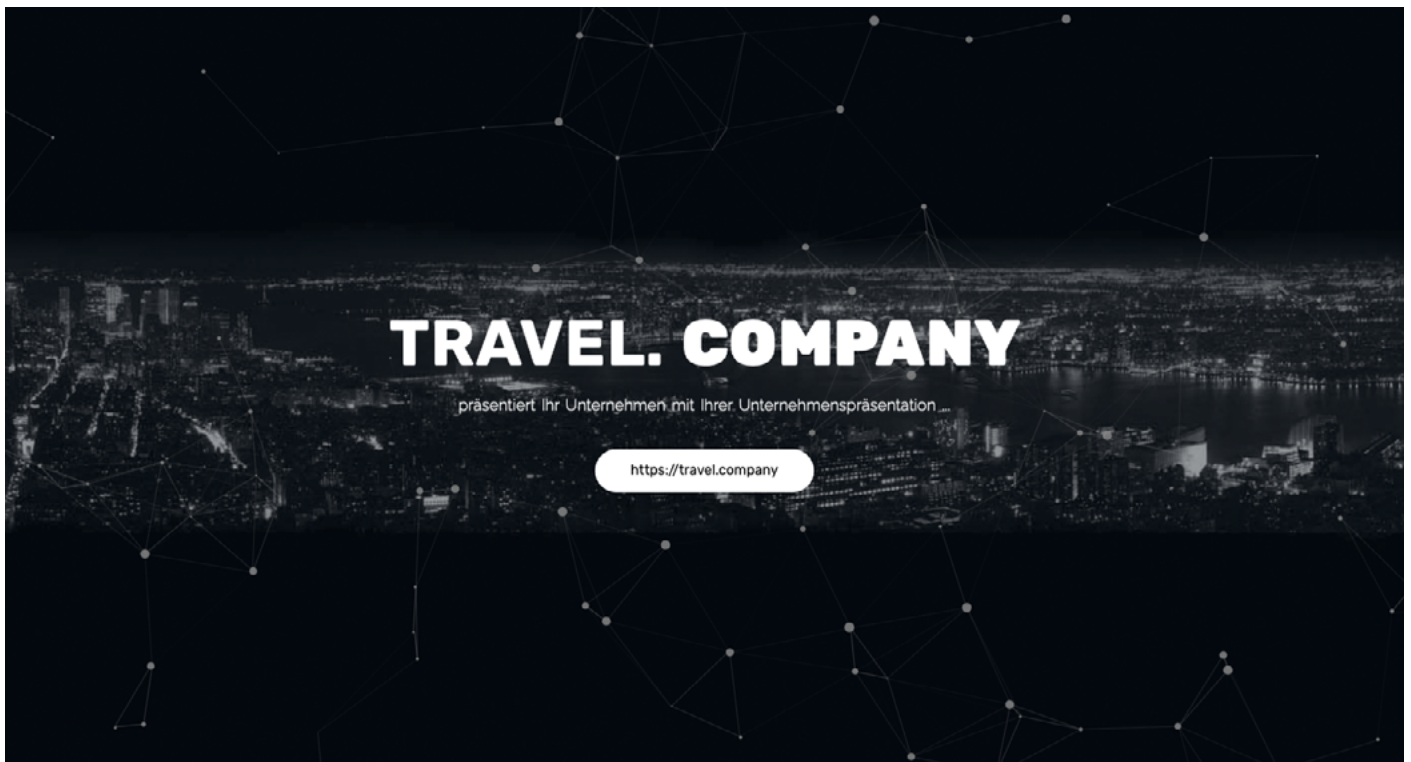 TRAVEL. COMPANY
präsentiert Ihr Unternehmen mit Ihrer Unternehmenspräsentation ...
https://travel.company